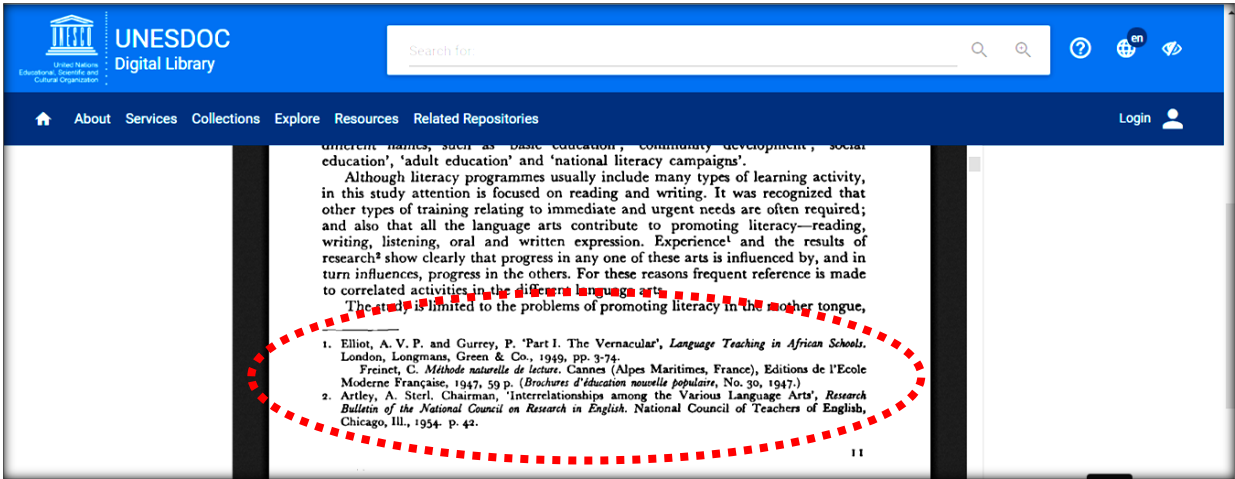 UNESDOC
Digital Library
United Nations
Educational, Scientific and
Cultural Organization
Search for:
en
About Services Collections Explore Resources Related Repositories
Login
different names, such as 'basic education', 'community development', 'social
education', 'adult education' and 'national literacy campaigns'.
Although literacy programmes usually include many types of learning activity,
in this study attention is focused on reading and writing. It was recognized that
other types of training relating to immediate and urgent needs are often required;
and also that all the language arts contribute to promoting literacy—reading,
writing, listening, oral and written expression. Experience¹ and the results of
research² show clearly that progress in any one of these arts is influenced by, and in
turn influences, progress in the others. For these reasons frequent reference is made
to correlated activities in the different language arts.
The study is limited to the problems of promoting literacy in the mother tongue,
1. Elliot, A. V. P. and Gurrey, P. 'Part I. The Vernacular', Language Teaching in African Schools.
London, Longmans, Green & Co., 1949, pp. 3-74.
Freinet, C. Méthode naturelle de lecture. Cannes (Alpes Maritimes, France), Editions de l'Ecole
Moderne Française, 1947, 59 p. (Brochures d'éducation nouvelle populaire, No. 30, 1947.)
2. Artley, A. Sterl. Chairman, 'Interrelationships among the Various Language Arts', Research
Bulletin of the National Council on Research in English. National Council of Teachers of English,
Chicago, Ill., 1954. p. 42.
11